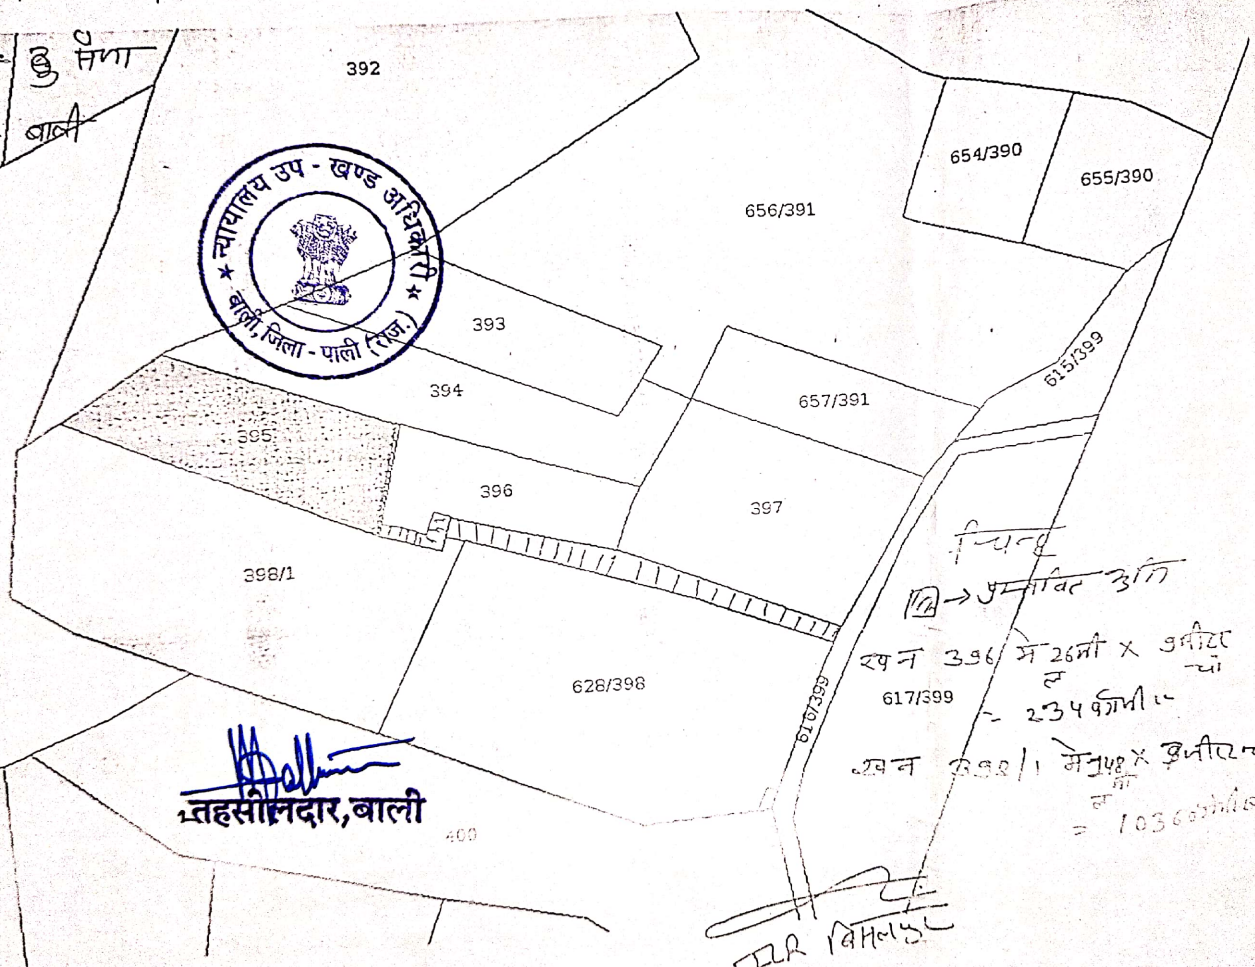 बाली
392
654/390
655/390
656/391
न्यायालय उप - खण्ड अधिकारी
बाली, जिला - पाली (राज.)
393
615/399
394
657/391
395
396
397
चिन्ह
398/1
628/398
616/399
617/399
396 में 26मी X 9मीटर
= 234 वर्गमी
398/1
तहसीलदार, बाली
400